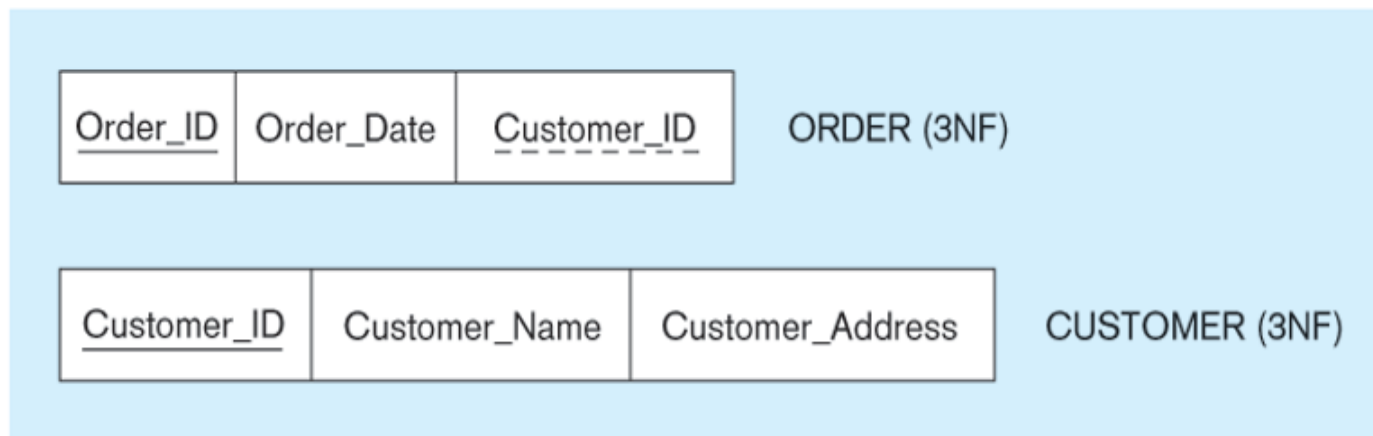 Order_ID Order_Date Customer_ID ORDER (3NF)
Customer_ID Customer_Name Customer_Address CUSTOMER (3NF)